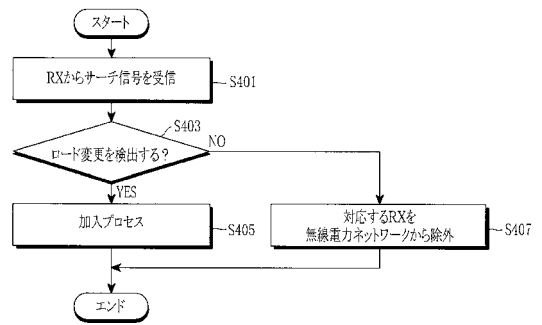 スタート
RXからサーチ信号を受信
S401
S403
ロード変更を検出する?
NO
YES
加入プロセス
S405
対応するRXを
無線電力ネットワークから除外
S407
エンド